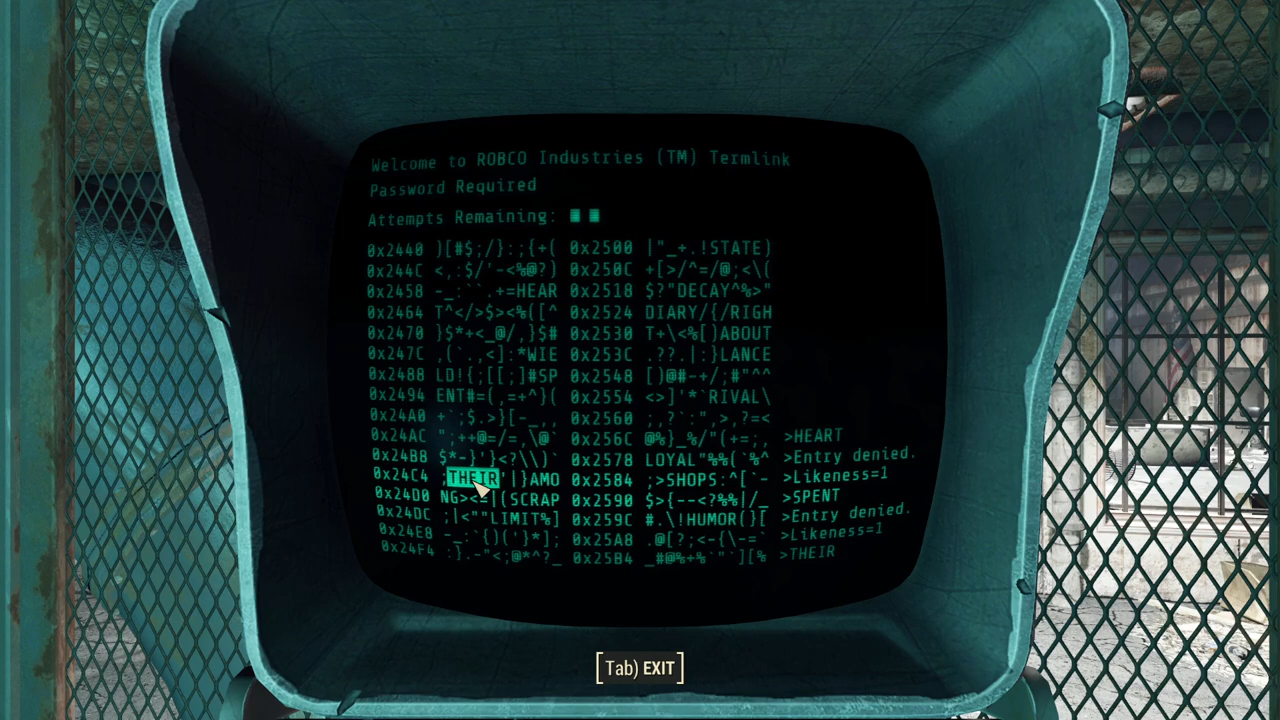 Welcome to ROBCO Industries (TM) Termlink
Password Required
Attempts Remaining: ■ ■
0x2440 )[#$;/}:;{+( 0x2500 |"_+.!STATE)
0x244C <,:$/'-<%@?) 0x250C +[>/^=/@;<\(
0x2458 -_:``.+=HEAR 0x2518 $?"DECAY^%>"
0x2464 T^</>$><%([^ 0x2524 DIARY/{/RIGH
0x2470 }$*+<_@/,}$# 0x2530 T+\<%[)ABOUT
0x247C ,(`.,<]:*WIE 0x253C .??.|:}LANCE
0x2488 LD!{;[[;]#SP 0x2548 [)@#-+/;#"^^
0x2494 ENT#=(,=+^}( 0x2554 <>]'*`RIVAL\
0x24A0 +`;$.>}[-_,, 0x2560 ;,?`:",>,?=<
0x24AC ";++@=/=,\@` 0x256C @%}_%/"(+=;, >HEART
0x24B8 $*-}'}<?\\)` 0x2578 LOYAL"%%(`%^ >Entry denied.
0x24C4 ;THEIR'|}AMO 0x2584 ;>SHOPS:^[`- >Likeness=1
0x24D0 NG><=|(SCRAP 0x2590 $>{--<?%%|/_ >SPENT
0x24DC ;|<""LIMIT%] 0x259C #.\!HUMOR(}[ >Entry denied.
0x24E8 -_:`{)('}*]; 0x25A8 .@[?;<-{\-=` >Likeness=1
0x24F4 :}.-"<;@*^?_ 0x25B4 _#@%+%`"`][% >THEIR
[Tab) EXIT]